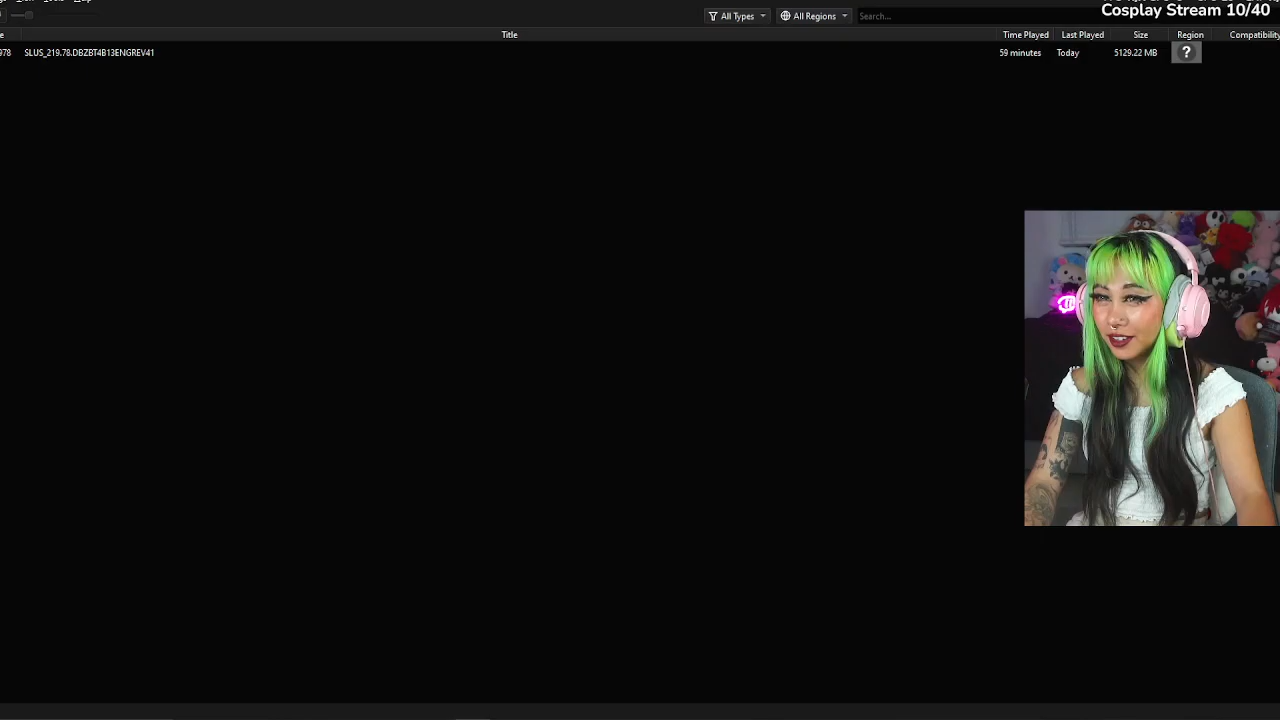 Cosplay Stream 10/40
All Types
All Regions
Search...
Title
Time Played
Last Played
Size
Region
Compatibility
978
SLUS_219.78.DBZBT4B13ENGREV41
59 minutes
Today
5129.22 MB
?